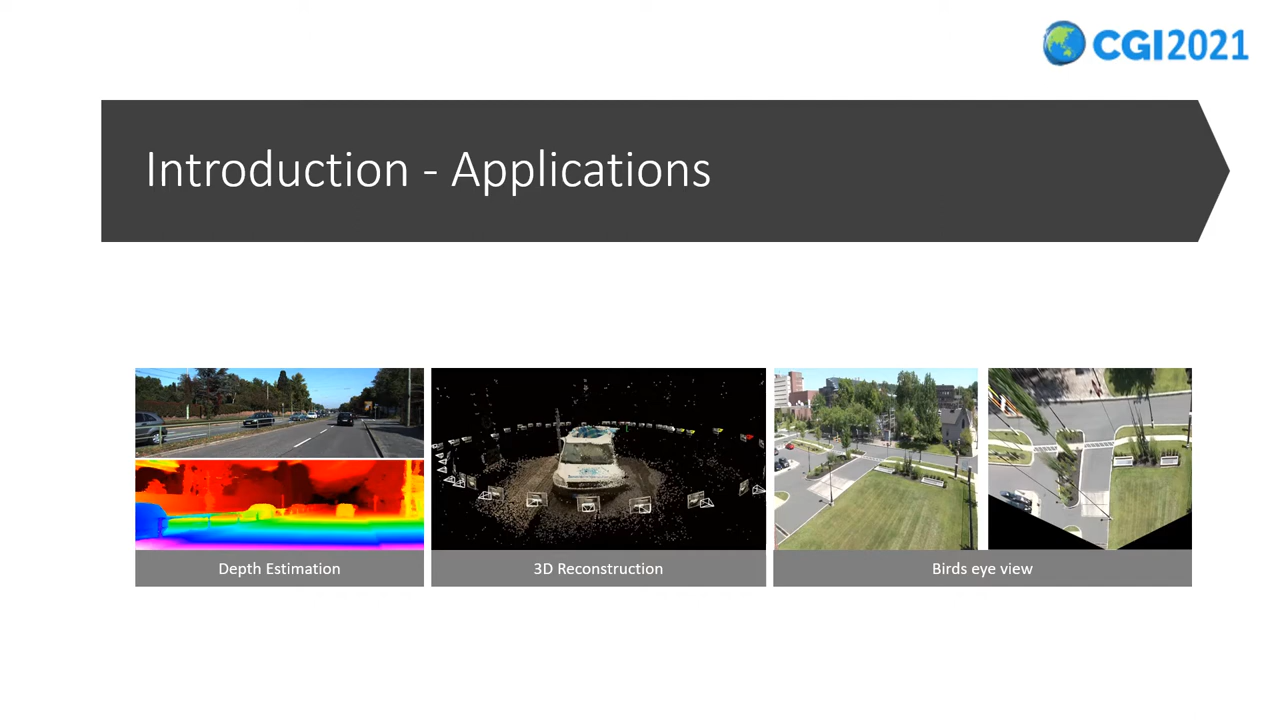 CGI2021
Introduction - Applications
Depth Estimation
3D Reconstruction
Birds eye view